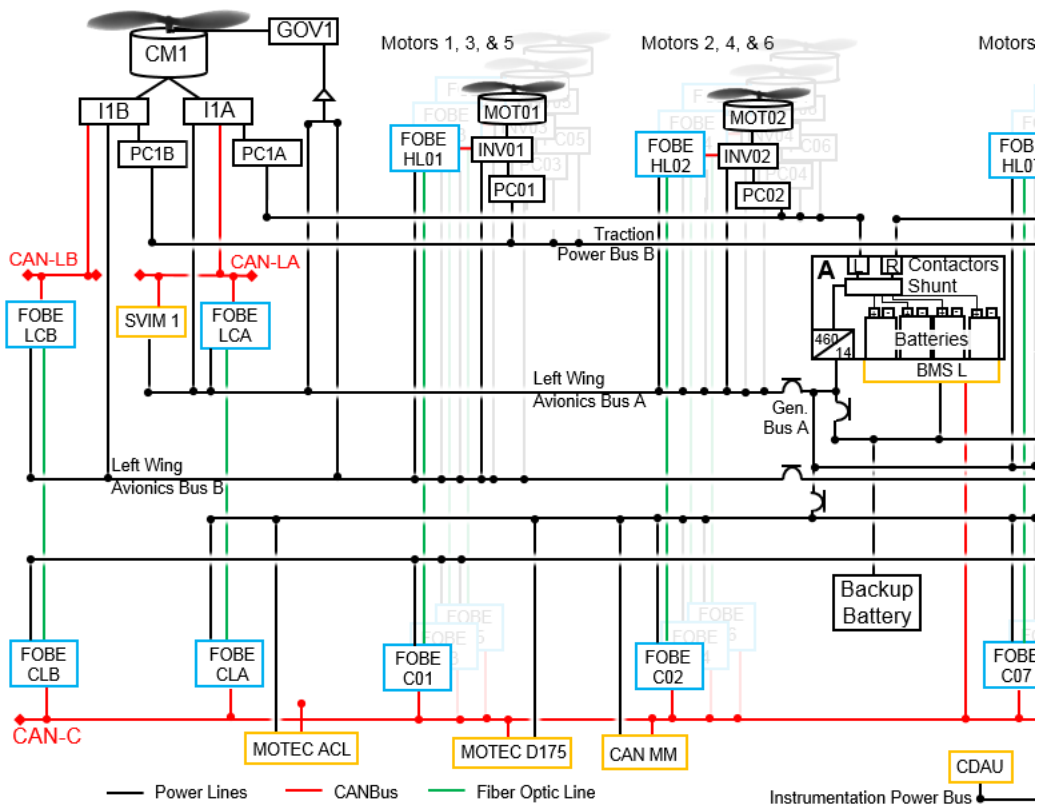 GOV1
CM1
Motors 1, 3, & 5
Motors 2, 4, & 6
Motors
I1B
I1A
PC1B
PC1A
MOT01
MOT02
FOBE
HL01
INV01
PC01
FOBE
HL02
INV02
PC02
C05
PC03
C06
PC04
FOBE
Traction
Power Bus B
CAN-LB
CAN-LA
A
L
R
Contactors
Shunt
Batteries
460
14
BMS L
FOBE
LCB
SVIM 1
FOBE
LCA
Left Wing
Avionics Bus A
Gen.
Bus A
Left Wing
Avionics Bus B
Backup
Battery
FOBE
CLB
FOBE
CLA
FOBE
C01
FOBE
C02
C07
CAN-C
MOTEC ACL
MOTEC D175
CAN MM
CDAU
Power Lines
CANBus
Fiber Optic Line
Instrumentation Power Bus